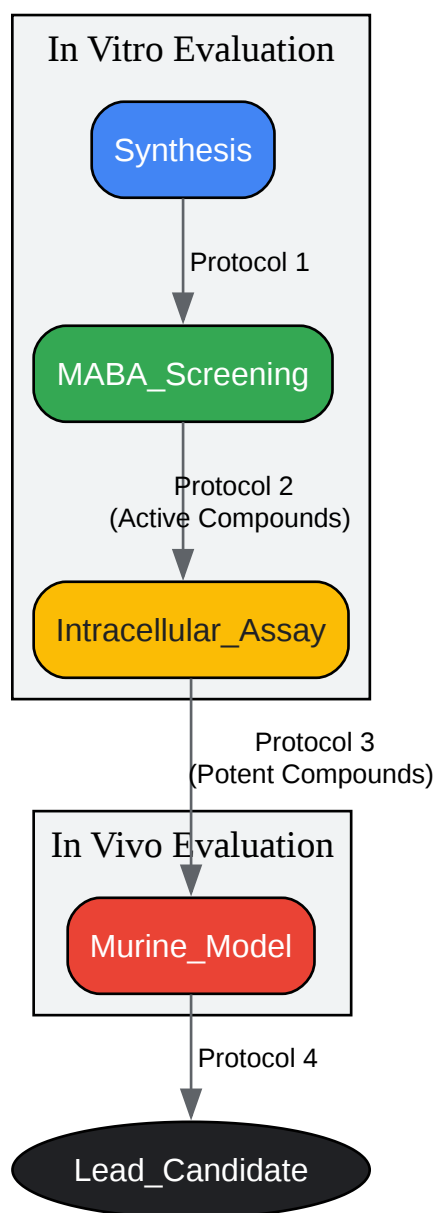 In Vitro Evaluation
Synthesis
Protocol 1
MABA_Screening
Protocol 2
(Active Compounds)
Intracellular_Assay
Protocol 3
(Potent Compounds)
In Vivo Evaluation
Murine_Model
Protocol 4
Lead_Candidate